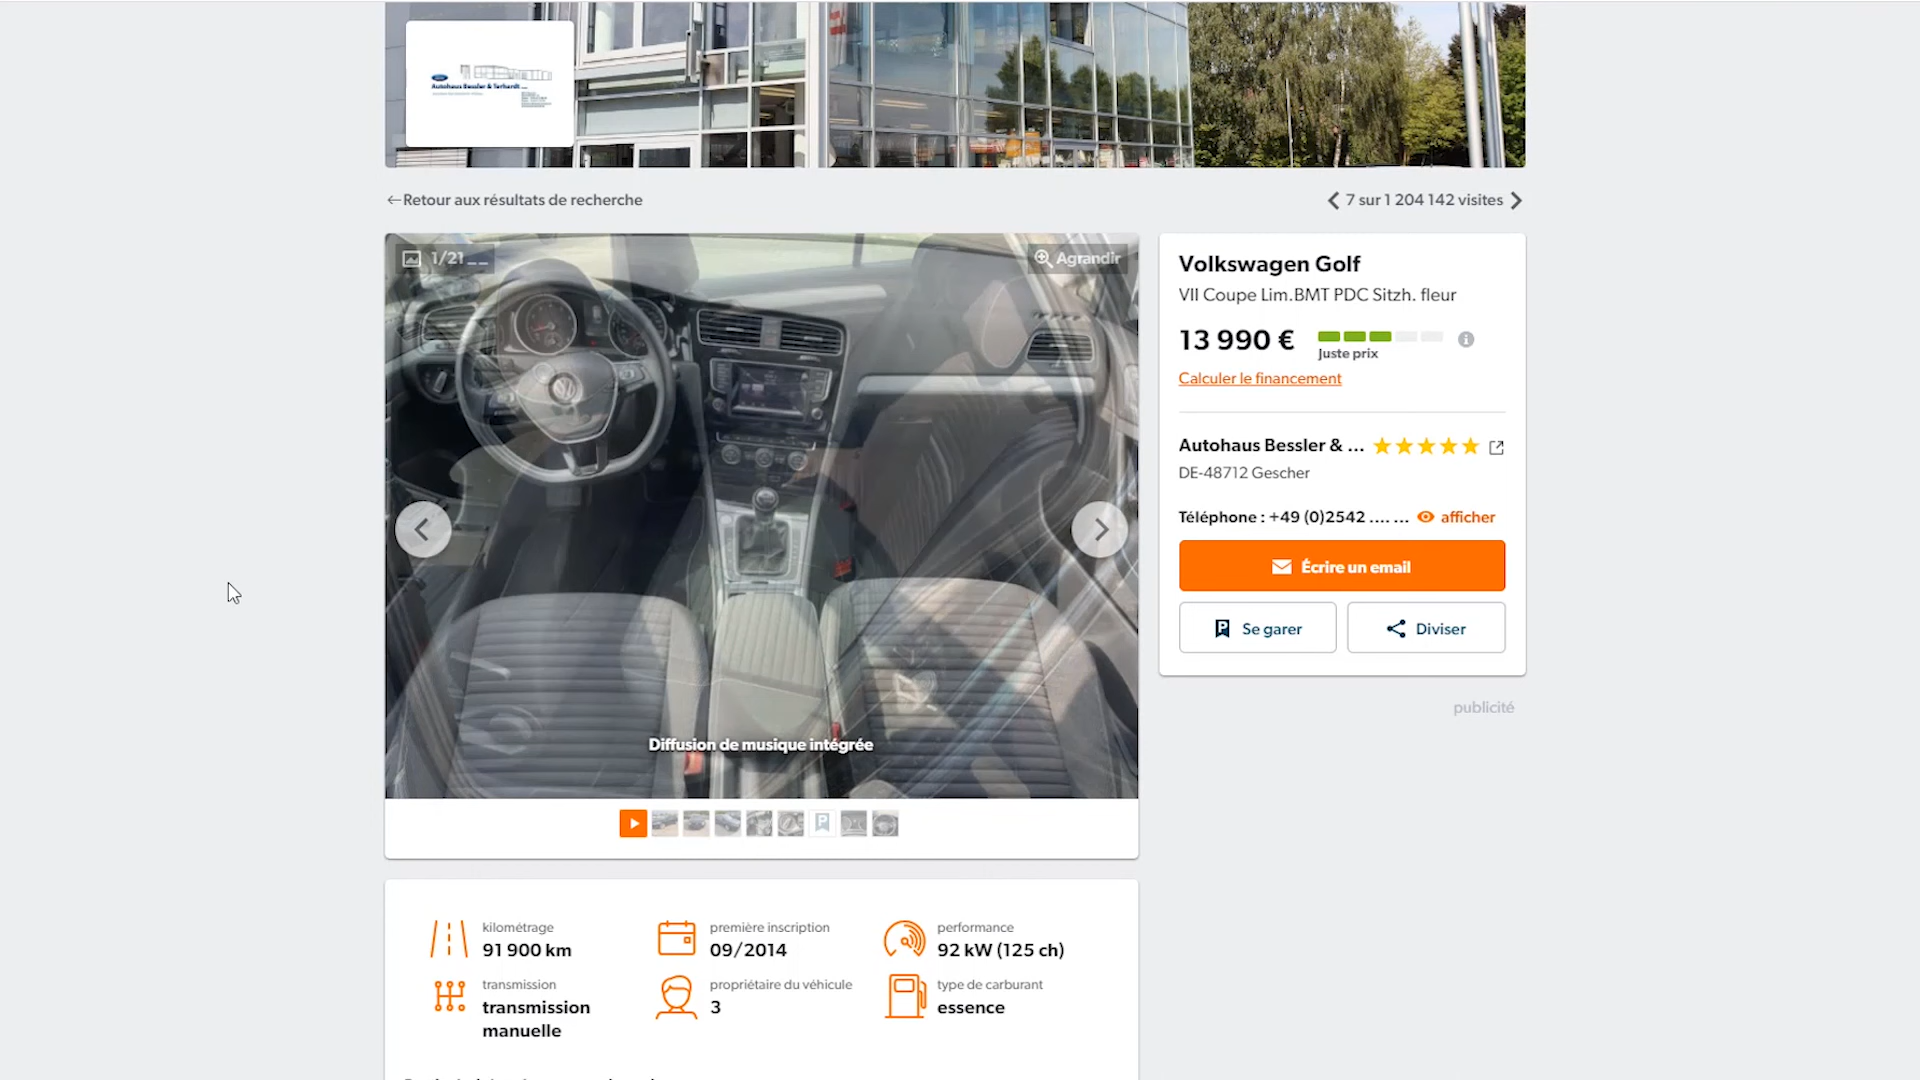 Autohaus Bessler & Terhardt
←Retour aux résultats de recherche
7 sur 1 204 142 visites
1/21
Agrandir
Diffusion de musique intégrée
Volkswagen Golf
VII Coupe Lim.BMT PDC Sitzh. fleur
13 990 €
Juste prix
Calculer le financement
Autohaus Bessler & ...
DE-48712 Gescher
Téléphone : +49 (0)2542 .... ... afficher
Écrire un email
Se garer
Diviser
publicité
kilométrage
91 900 km
première inscription
09/2014
performance
92 kW (125 ch)
transmission
transmission
manuelle
propriétaire du véhicule
3
type de carburant
essence